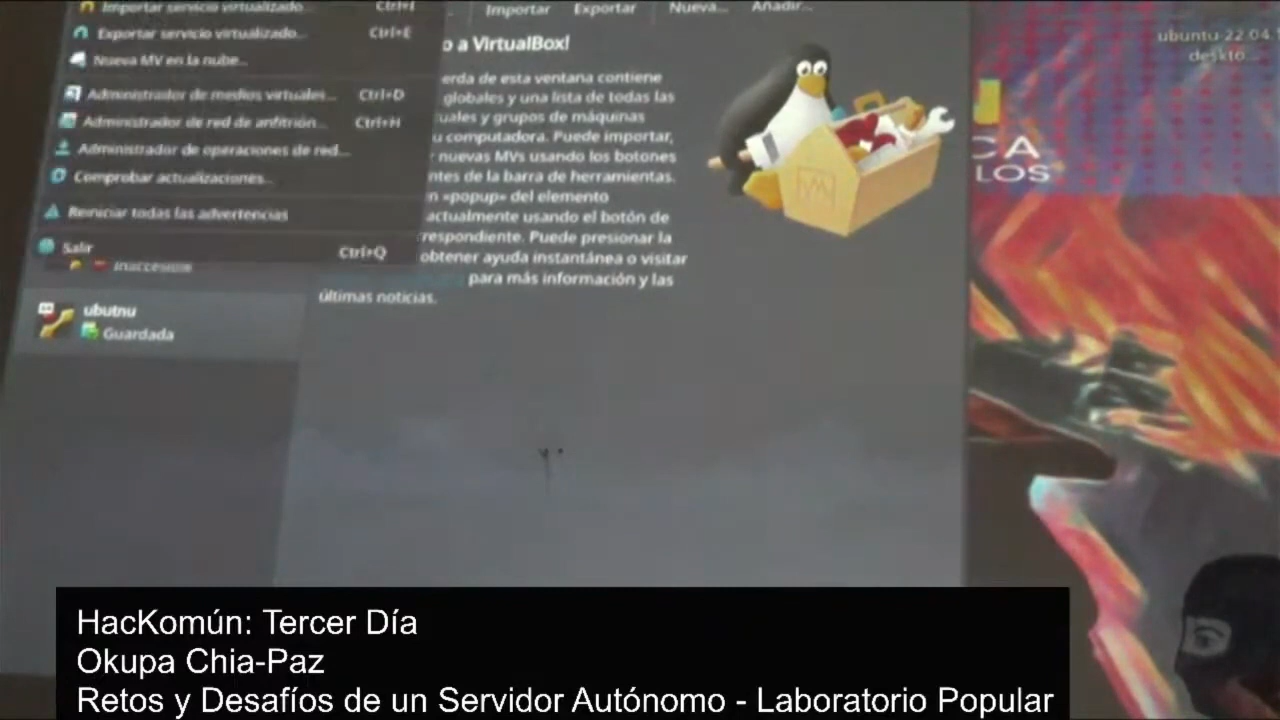 Importar servicio virtualizado... Ctrl+I
Exportar servicio virtualizado... Ctrl+E
Nueva MV en la nube...
Administrador de medios virtuales... Ctrl+D
Administrador de red de anfitrión... Ctrl+H
Administrador de operaciones de red...
Comprobar actualizaciones...
Reiniciar todas las advertencias
Salir Ctrl+Q
Inaccesible
ubutnu
Guardada
Importar Exportar Nueva... Añadir...
o a VirtualBox!
erda de esta ventana contiene
globales y una lista de todas las
uales y grupos de máquinas
u computadora. Puede importar,
nuevas MVs usando los botones
ntes de la barra de herramientas.
n «popup» del elemento
actualmente usando el botón de
rrespondiente. Puede presionar la
obtener ayuda instantánea o visitar
para más información y las
últimas noticias.
ubuntu-22.04.
deskto...
CA
LOS
HacKomún: Tercer Día
Okupa Chia-Paz
Retos y Desafíos de un Servidor Autónomo - Laboratorio Popular